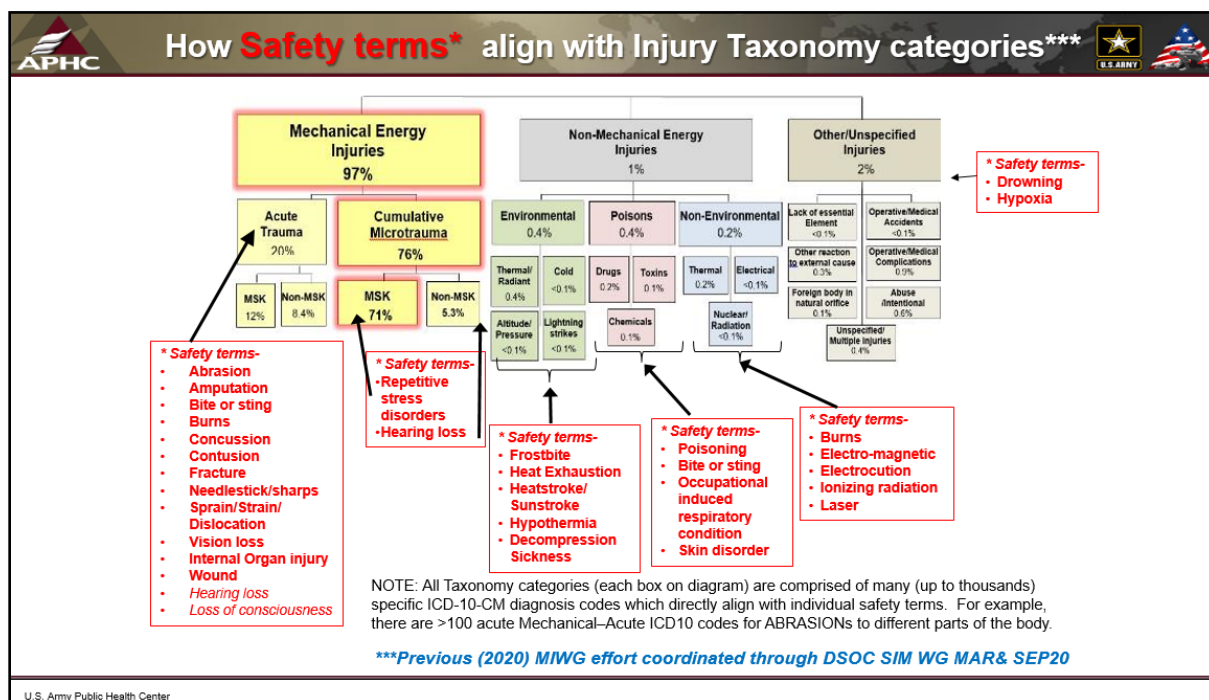 APHC
How Safety terms* align with Injury Taxonomy categories***
U.S.ARMY
Mechanical Energy
Injuries
97%
Non-Mechanical Energy
Injuries
1%
Other/Unspecified
Injuries
2%
* Safety terms-
• Drowning
• Hypoxia
Acute
Trauma
20%
Cumulative
Microtrauma
76%
Environmental
0.4%
Poisons
0.4%
Non-Environmental
0.2%
Lack of essential
Element
<0.1%
Operative/Medical
Accidents
<0.1%
Other reaction
to external cause
0.3%
Operative/Medical
Complications
0.9%
Foreign body in
natural orifice
0.1%
Abuse
/Intentional
0.6%
Unspecified/
Multiple Injuries
0.4%
MSK
12%
Non-MSK
8.4%
MSK
71%
Non-MSK
5.3%
Thermal/
Radiant
0.4%
Cold
<0.1%
Altitude/
Pressure
<0.1%
Lightning
strikes
<0.1%
Drugs
0.2%
Toxins
0.1%
Chemicals
0.1%
Thermal
0.2%
Electrical
<0.1%
Nuclear/
Radiation
<0.1%
* Safety terms-
• Abrasion
• Amputation
• Bite or sting
• Burns
• Concussion
• Contusion
• Fracture
• Needlestick/sharps
• Sprain/Strain/
Dislocation
• Vision loss
• Internal Organ injury
• Wound
• Hearing loss
• Loss of consciousness
* Safety terms-
•Repetitive
stress
disorders
•Hearing loss
* Safety terms-
• Frostbite
• Heat Exhaustion
• Heatstroke/
Sunstroke
• Hypothermia
• Decompression
Sickness
* Safety terms-
• Poisoning
• Bite or sting
• Occupational
induced
respiratory
condition
• Skin disorder
* Safety terms-
• Burns
• Electro-magnetic
• Electrocution
• Ionizing radiation
• Laser
NOTE: All Taxonomy categories (each box on diagram) are comprised of many (up to thousands)
specific ICD-10-CM diagnosis codes which directly align with individual safety terms. For example,
there are >100 acute Mechanical–Acute ICD10 codes for ABRASIONs to different parts of the body.
***Previous (2020) MIWG effort coordinated through DSOC SIM WG MAR& SEP20
U.S. Army Public Health Center